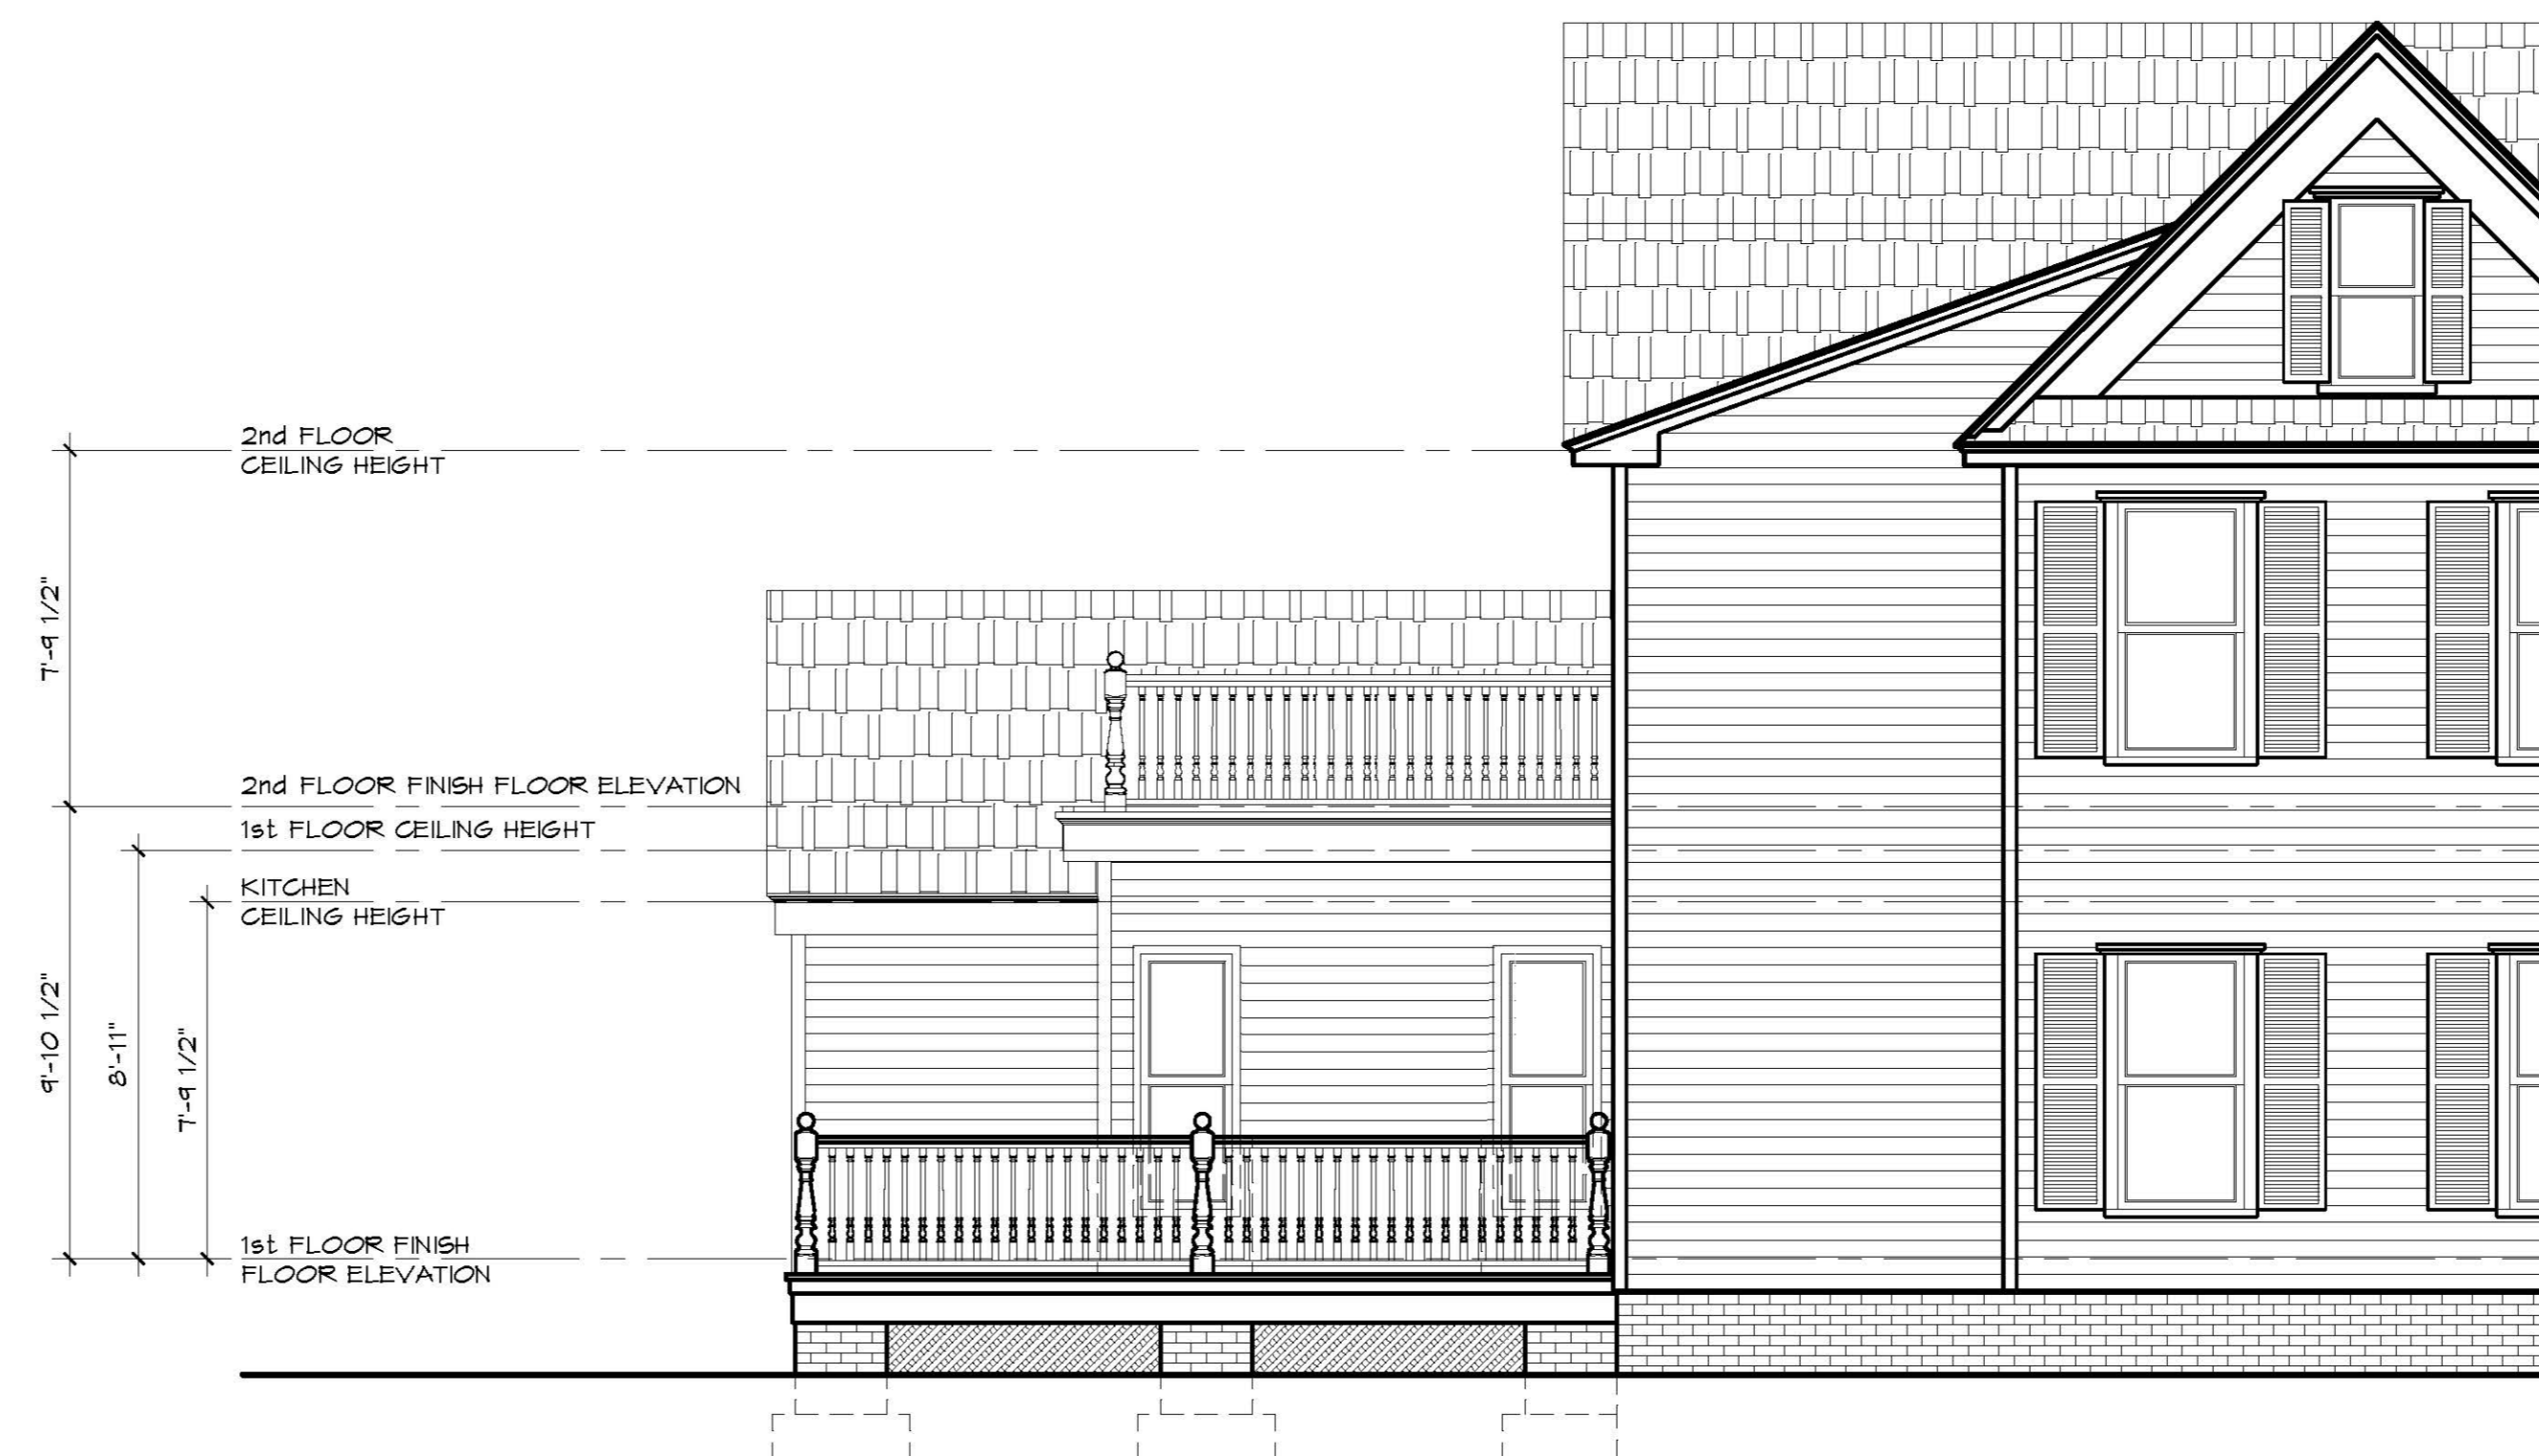 2nd FLOOR
CEILING HEIGHT
7'-9 1/2"
2nd FLOOR FINISH FLOOR ELEVATION
1st FLOOR CEILING HEIGHT
KITCHEN
CEILING HEIGHT
9'-10 1/2"
8'-11"
7'-9 1/2"
1st FLOOR FINISH
FLOOR ELEVATION